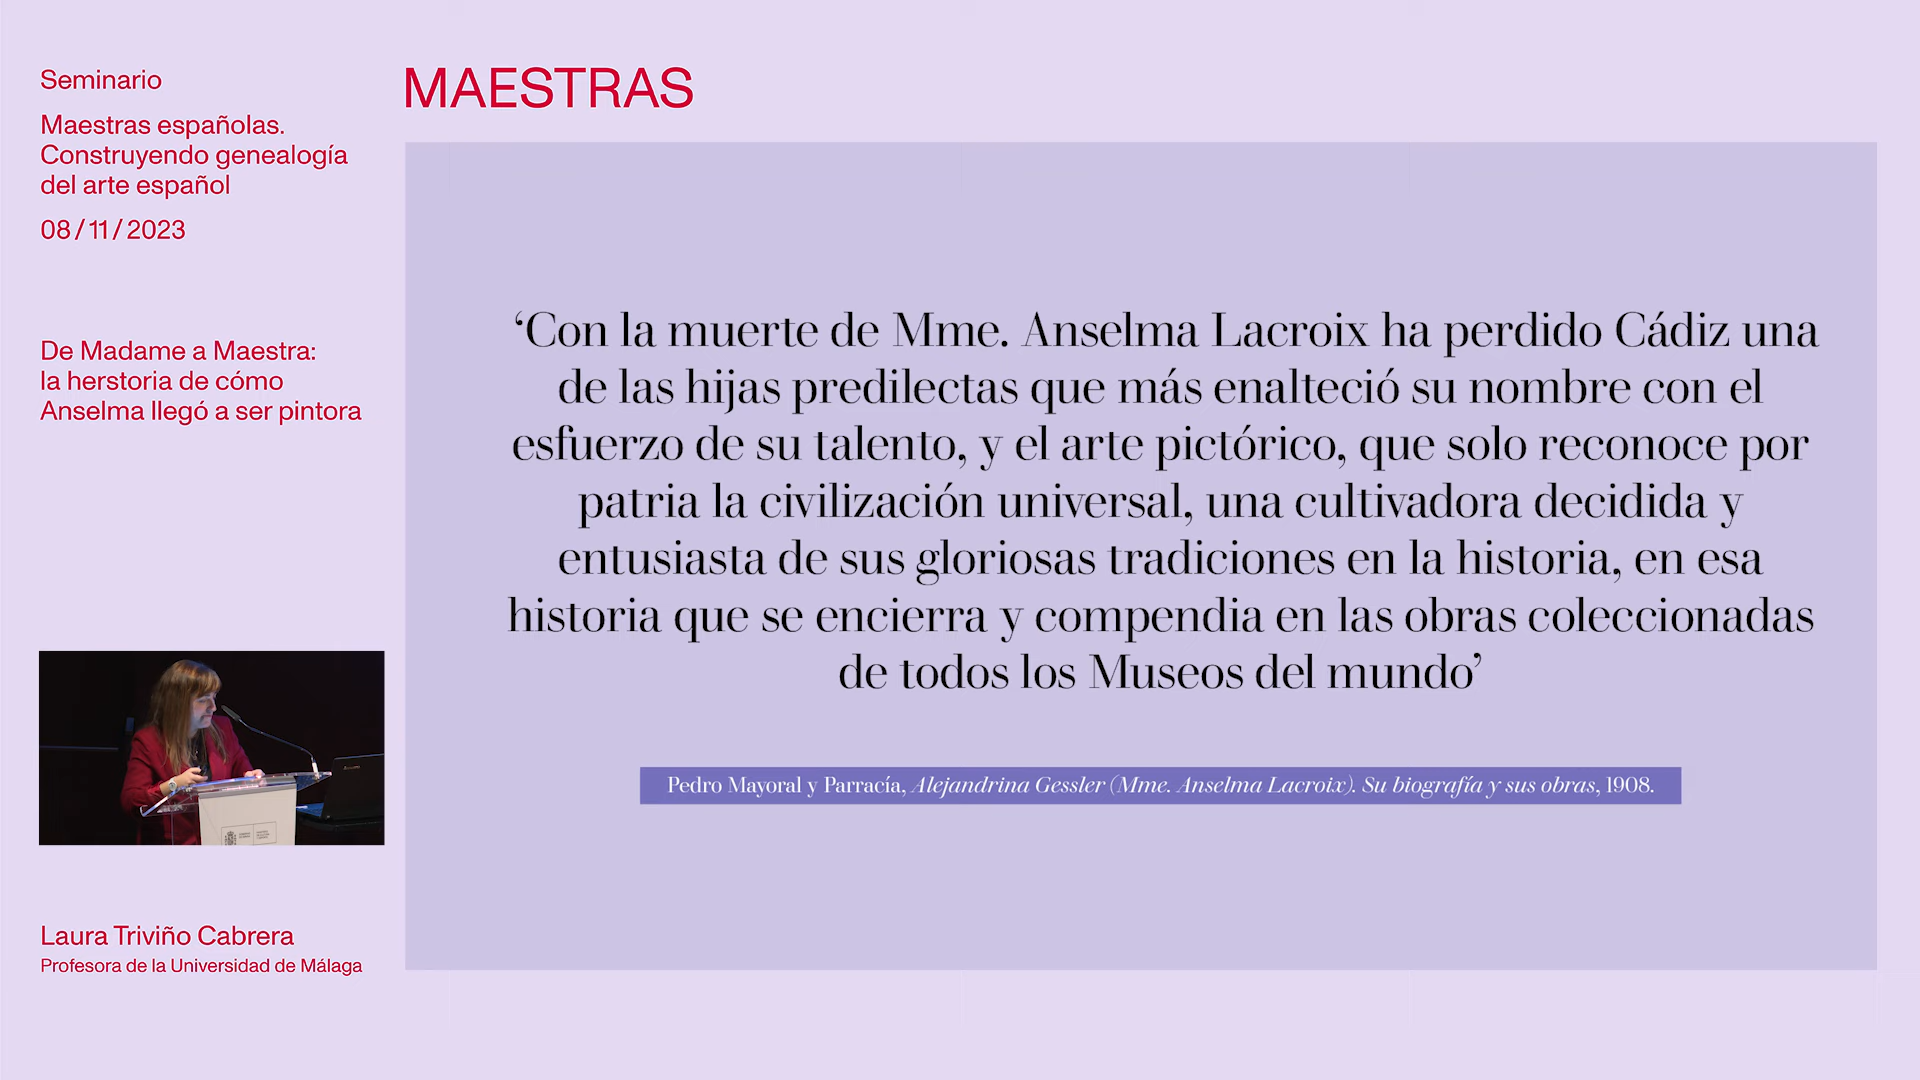 Seminario
Maestras españolas.
Construyendo genealogía
del arte español
08/11/2023
De Madame a Maestra:
la herstoria de cómo
Anselma llegó a ser pintora
Laura Triviño Cabrera
Profesora de la Universidad de Málaga
MAESTRAS
‘Con la muerte de Mme. Anselma Lacroix ha perdido Cádiz una
de las hijas predilectas que más enalteció su nombre con el
esfuerzo de su talento, y el arte pictórico, que solo reconoce por
patria la civilización universal, una cultivadora decidida y
entusiasta de sus gloriosas tradiciones en la historia, en esa
historia que se encierra y compendia en las obras coleccionadas
de todos los Museos del mundo’
Pedro Mayoral y Parracía, Alejandrina Gessler (Mme. Anselma Lacroix). Su biografía y sus obras, 1908.